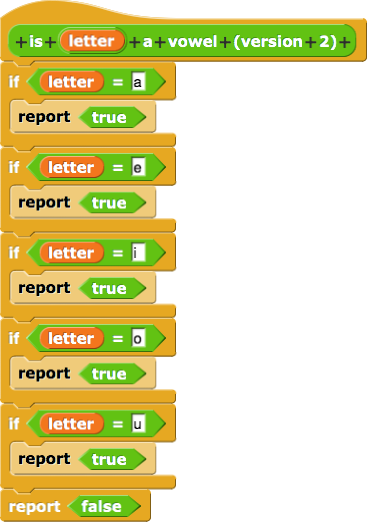 +is+ letter +a+vowel+(version+2)+
if letter = a
report true
if letter = e
report true
if letter = i
report true
if letter = o
report true
if letter = u
report true
report false